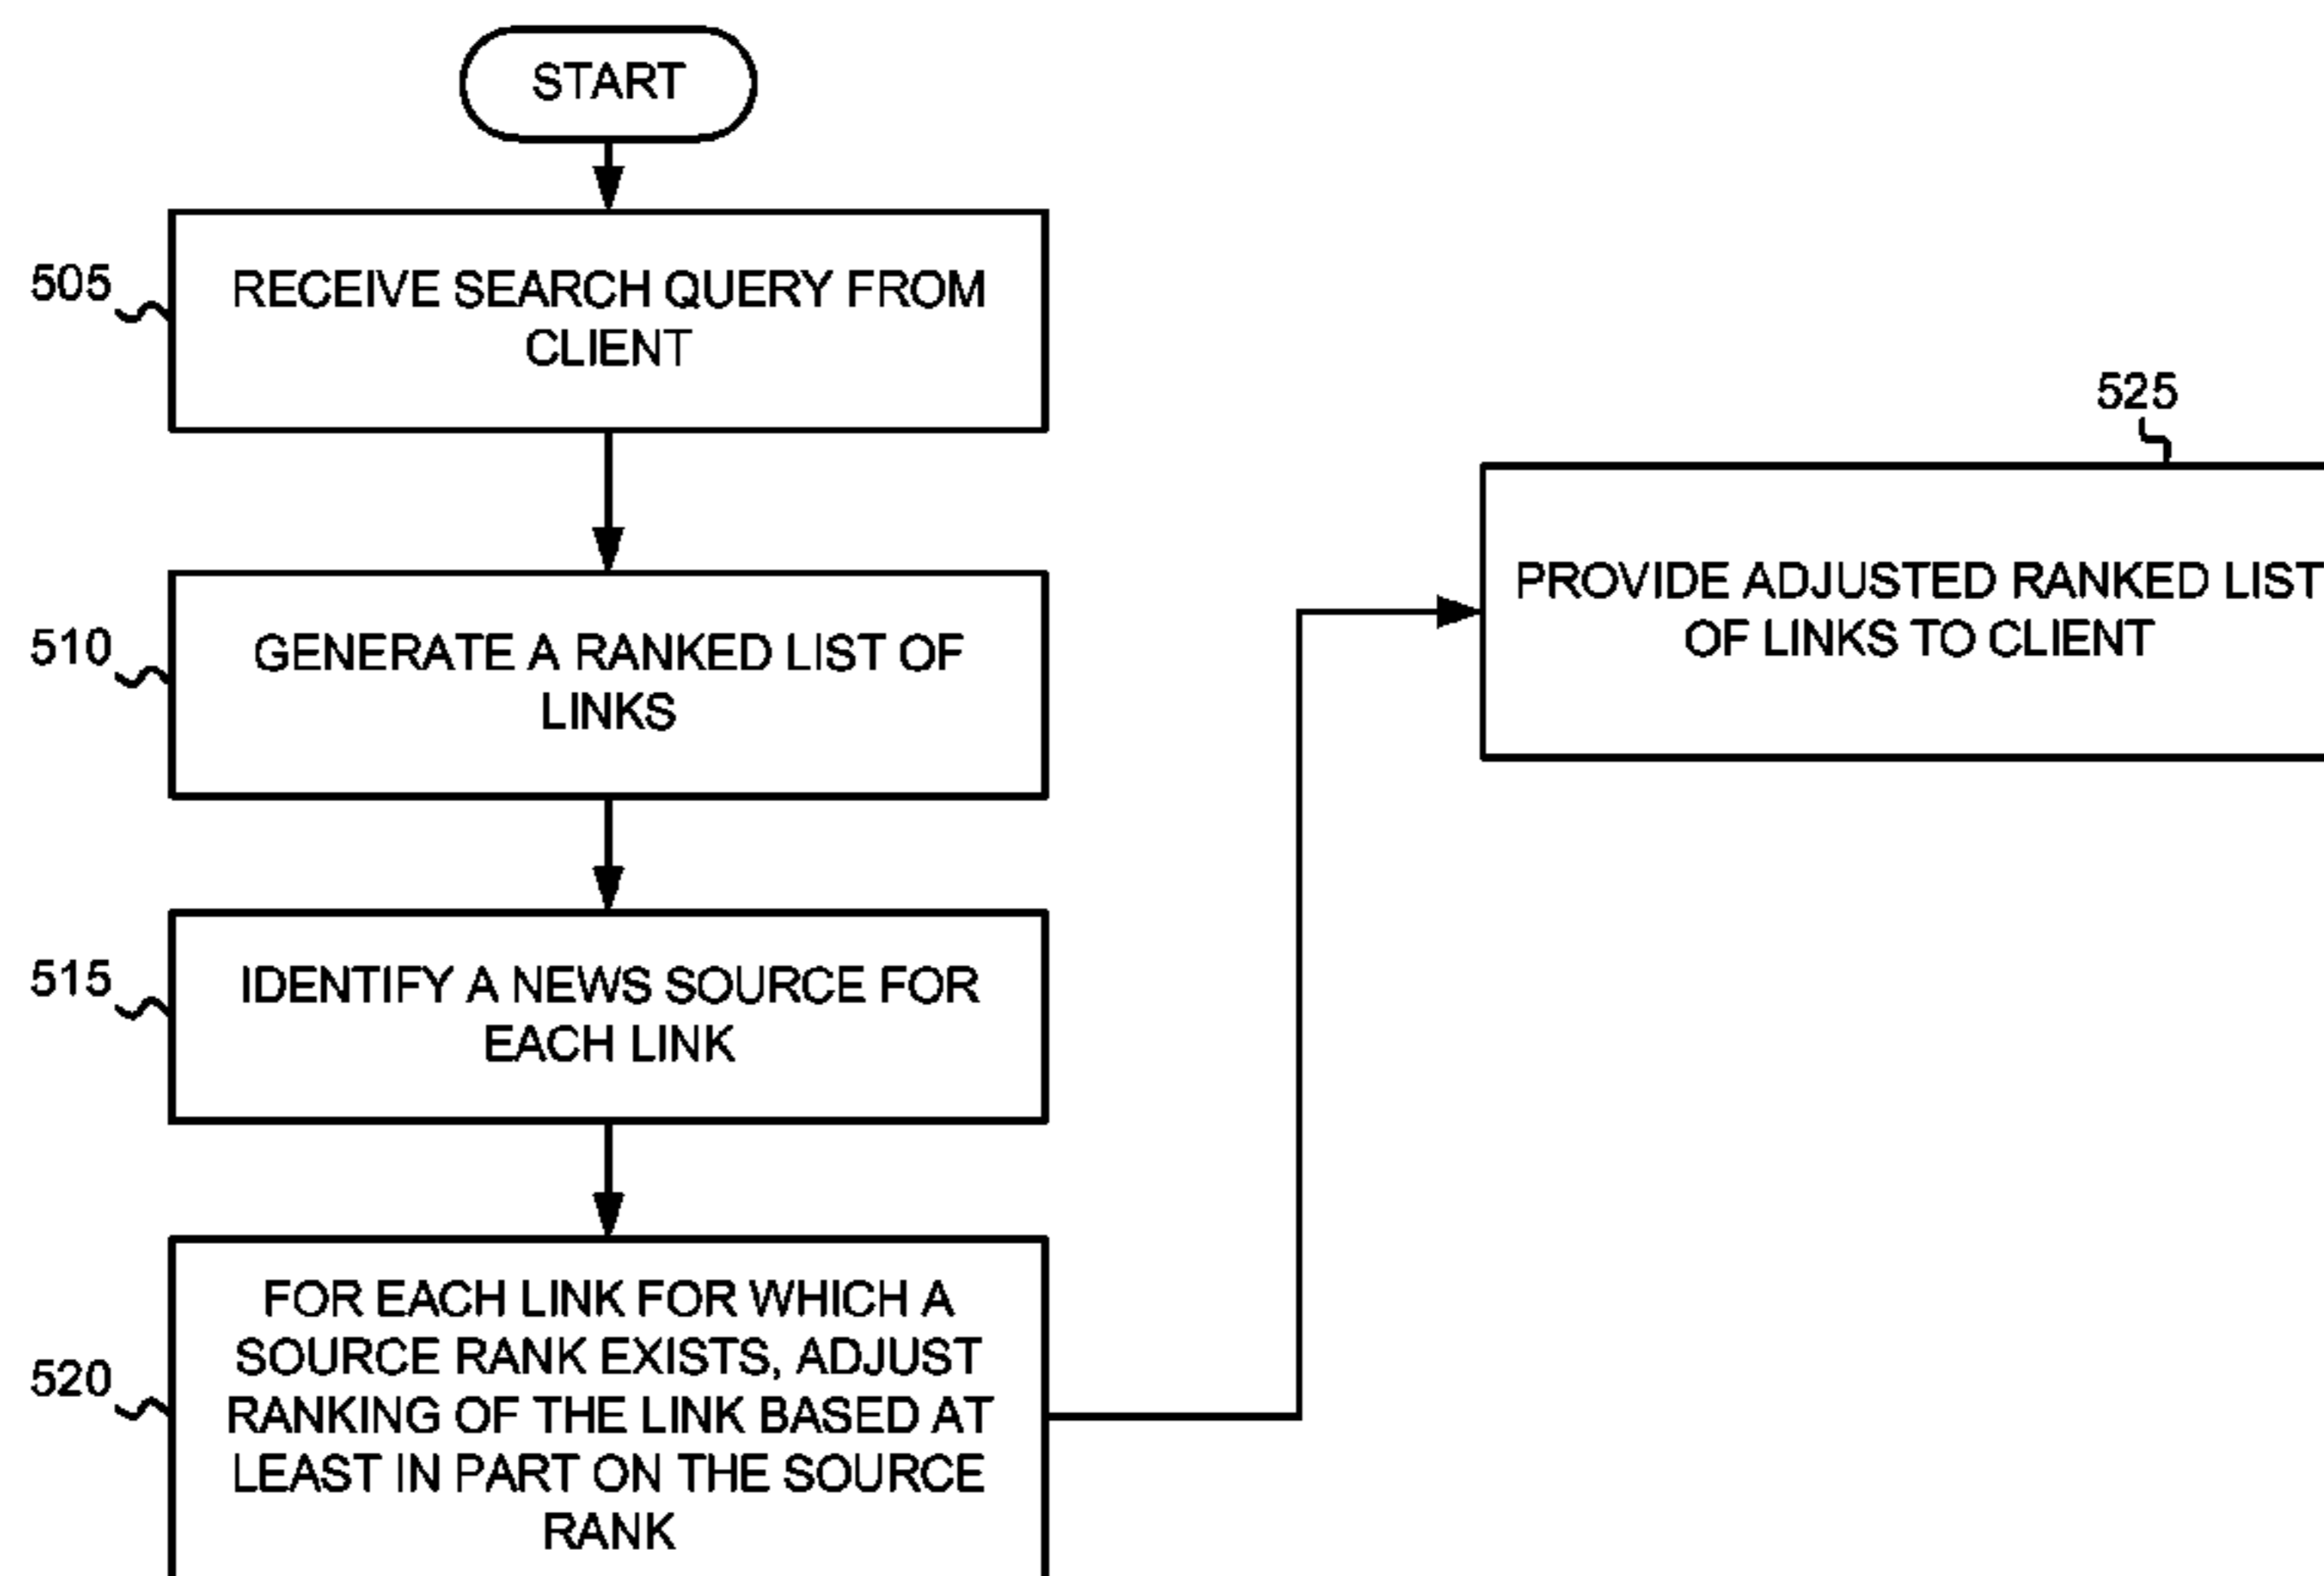 START
505
RECEIVE SEARCH QUERY FROM
CLIENT
510
GENERATE A RANKED LIST OF
LINKS
515
IDENTIFY A NEWS SOURCE FOR
EACH LINK
520
FOR EACH LINK FOR WHICH A
SOURCE RANK EXISTS, ADJUST
RANKING OF THE LINK BASED AT
LEAST IN PART ON THE SOURCE
RANK
525
PROVIDE ADJUSTED RANKED LIST
OF LINKS TO CLIENT